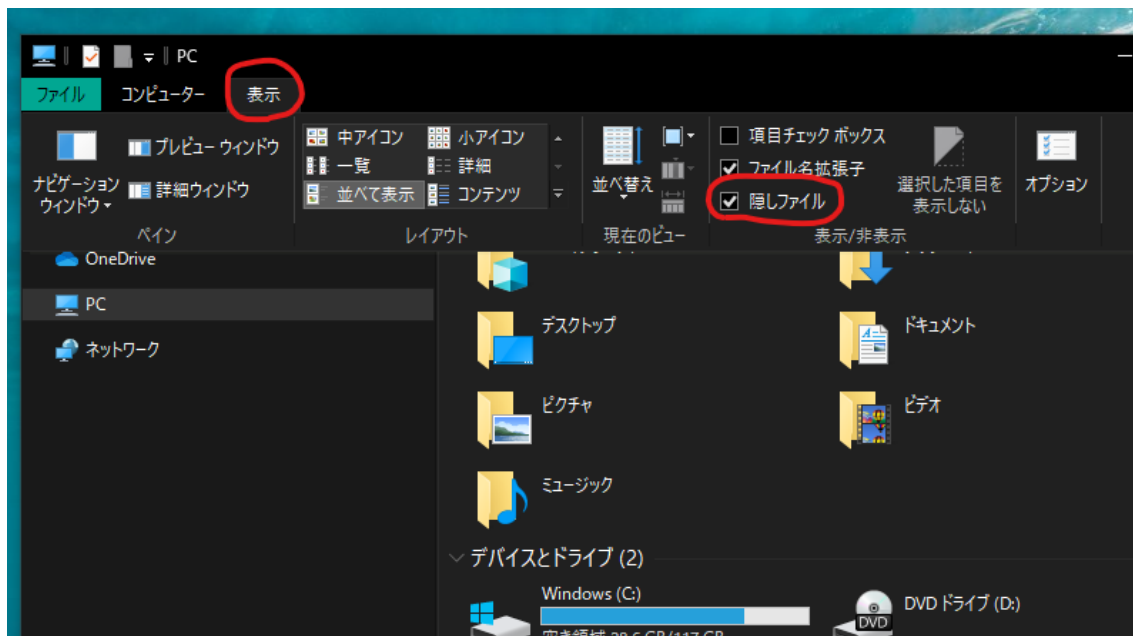 PC
ファイル コンピューター 表示
ナビゲーション
ウィンドウ
プレビュー ウィンドウ
詳細ウィンドウ
ペイン
中アイコン 小アイコン
一覧 詳細
並べて表示 コンテンツ
レイアウト
並べ替え
現在のビュー
項目チェック ボックス
ファイル名拡張子
隠しファイル
選択した項目を
表示しない
表示/非表示
オプション
OneDrive
PC
ネットワーク
デスクトップ
ドキュメント
ピクチャ
ビデオ
ミュージック
デバイスとドライブ (2)
Windows (C:)
DVD ドライブ (D:)
DVD